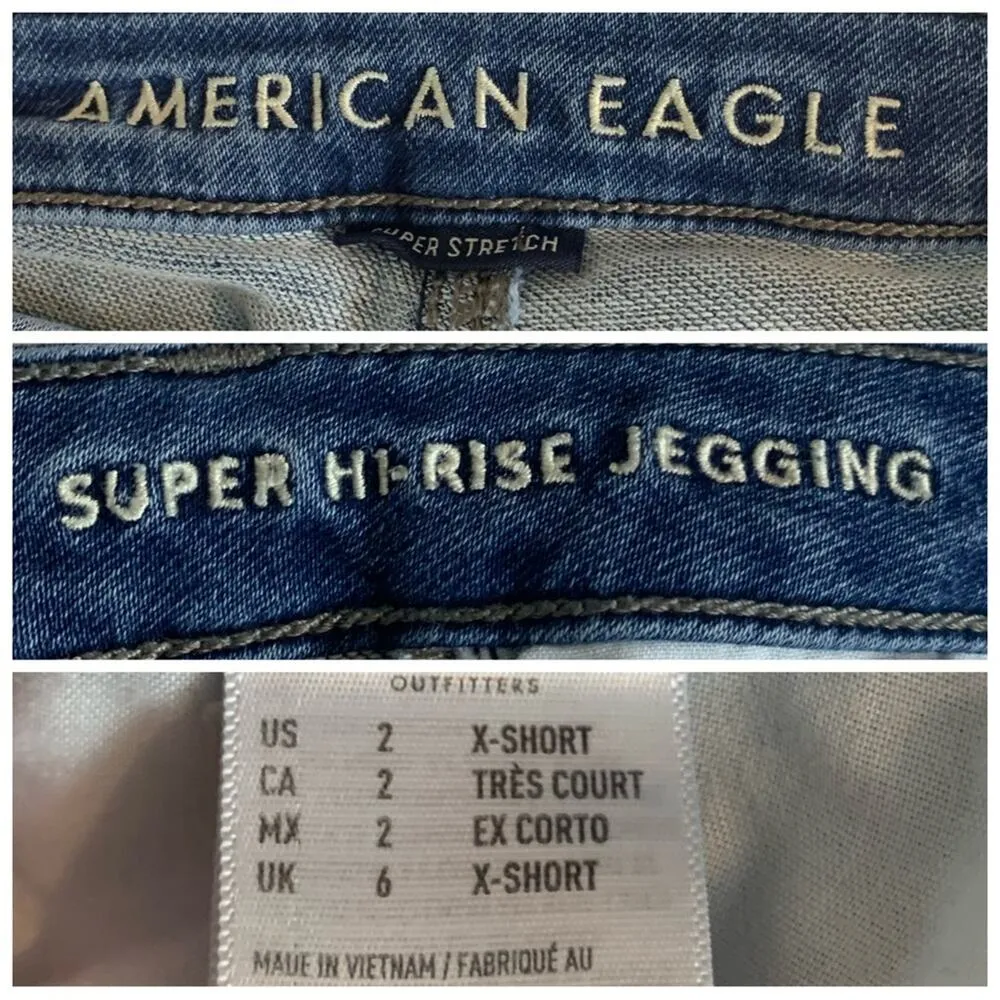 AMERICAN EAGLE
SUPER STRETCH
SUPER HI-RISE JEGGING
OUTFITTERS
US 2 X-SHORT
CA 2 TRÈS COURT
MX 2 EX CORTO
UK 6 X-SHORT
MADE IN VIETNAM / FABRIQUÉ AU